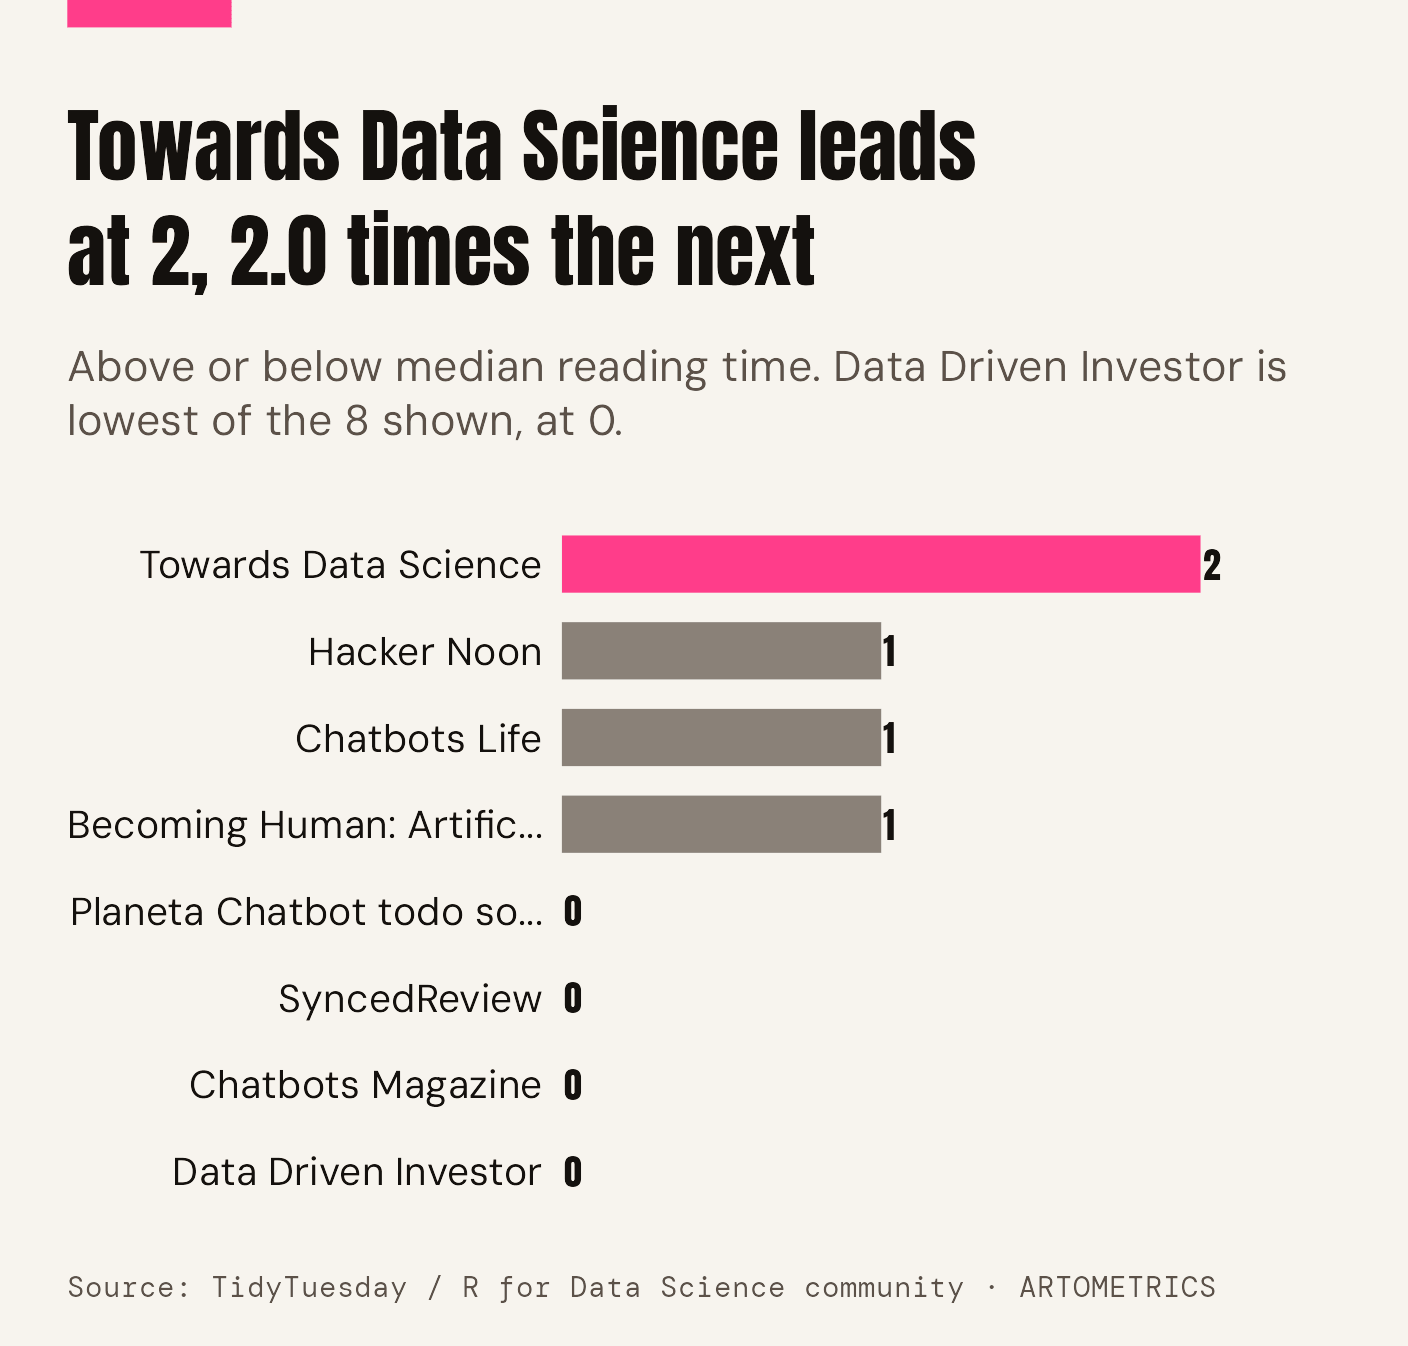 Towards Data Science leads
at 2, 2.0 times the next
Above or below median reading time. Data Driven Investor is
lowest of the 8 shown, at 0.
Towards Data Science 2
Hacker Noon 1
Chatbots Life 1
Becoming Human: Artific... 1
Planeta Chatbot todo so... 0
SyncedReview 0
Chatbots Magazine 0
Data Driven Investor 0
Source: TidyTuesday / R for Data Science community · ARTOMETRICS